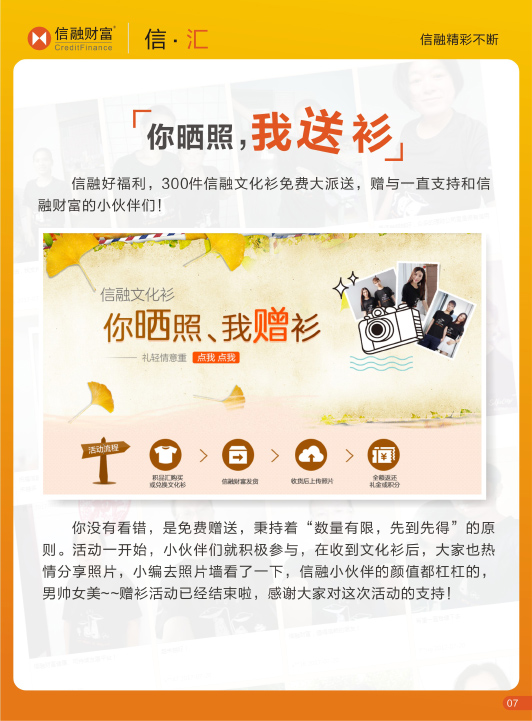 信融财富®
CreditFinance
信·汇
信融精彩不断
「你晒照，我送衫」
信融好福利，300件信融文化衫免费大派送，赠与一直支持和信
融财富的小伙伴们！
信融文化衫
你晒照、我赠衫
礼轻情意重 点我 点我
活动流程
积品汇购买
或兑换文化衫
信融财富发货
收货后上传照片
全额返还
礼金或积分
你没有看错，是免费赠送，秉持着“数量有限，先到先得”的原
则。活动一开始，小伙伴们就积极参与，在收到文化衫后，大家也热
情分享照片，小编去照片墙看了一下，信融小伙伴的颜值都杠杠的，
男帅女美~~赠衫活动已经结束啦，感谢大家对这次活动的支持！
07